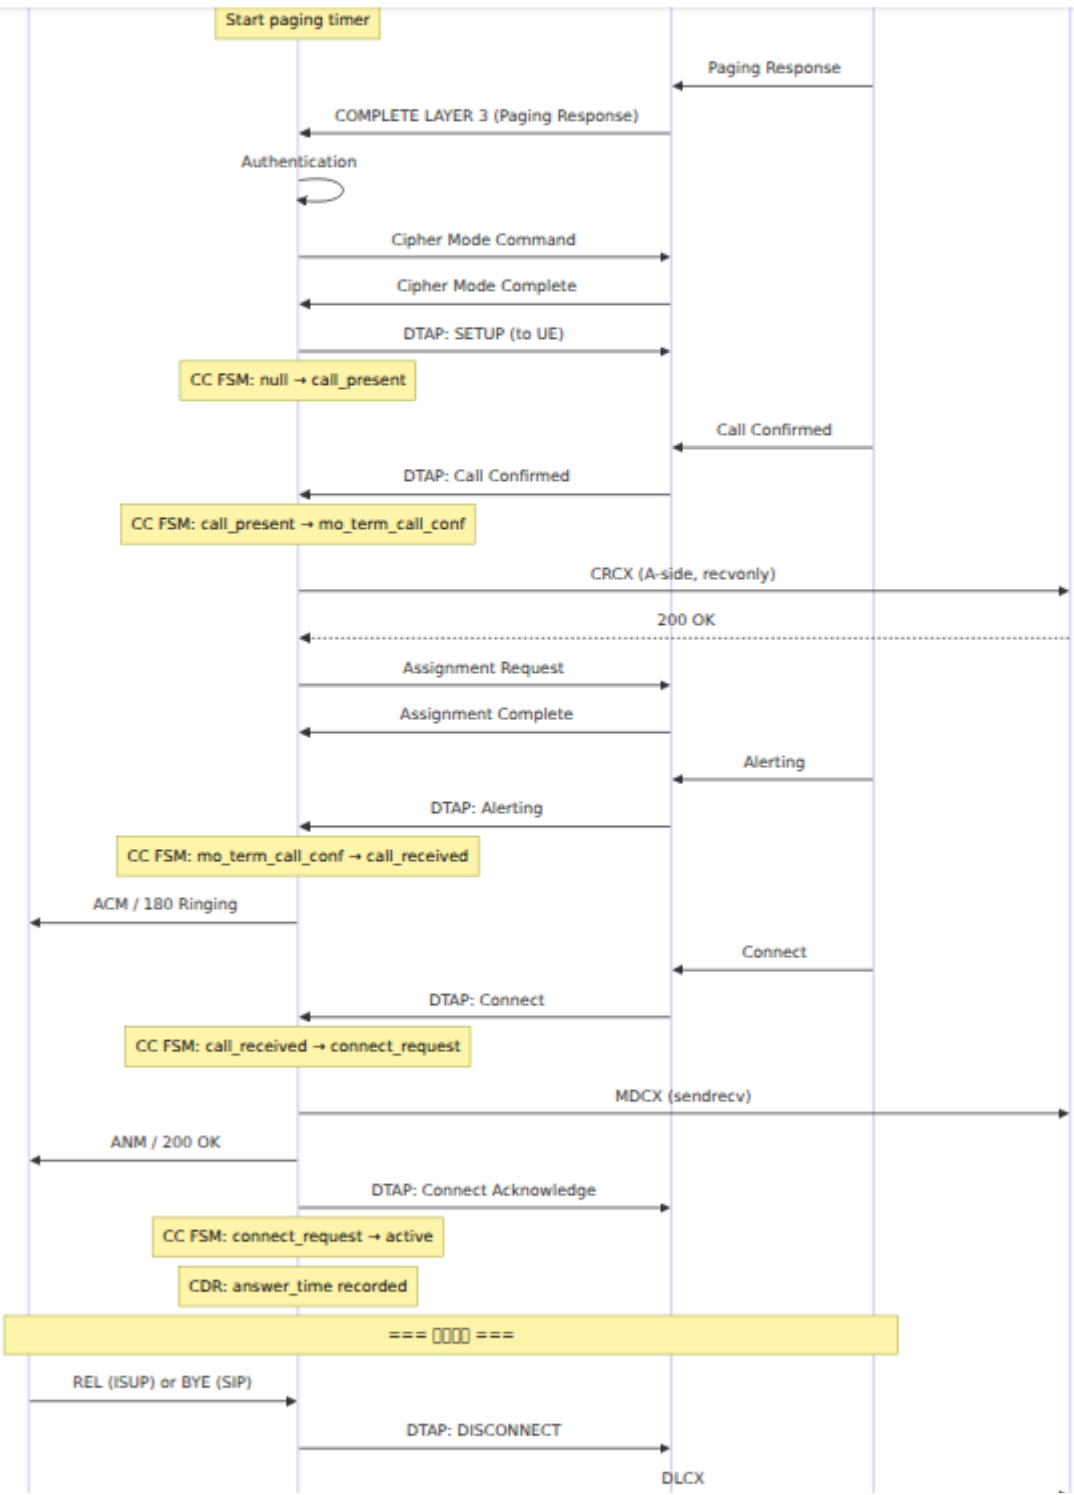 Start paging timer
Paging Response
COMPLETE LAYER 3 (Paging Response)
Authentication
Cipher Mode Command
Cipher Mode Complete
DTAP: SETUP (to UE)
CC FSM: null → call_present
Call Confirmed
DTAP: Call Confirmed
CC FSM: call_present → mo_term_call_conf
CRCX (A-side, recvonly)
200 OK
Assignment Request
Assignment Complete
Alerting
DTAP: Alerting
CC FSM: mo_term_call_conf → call_received
ACM / 180 Ringing
Connect
DTAP: Connect
CC FSM: call_received → connect_request
MDCX (sendrecv)
ANM / 200 OK
DTAP: Connect Acknowledge
CC FSM: connect_request → active
CDR: answer_time recorded
=== ===
REL (ISUP) or BYE (SIP)
DTAP: DISCONNECT
DLCX